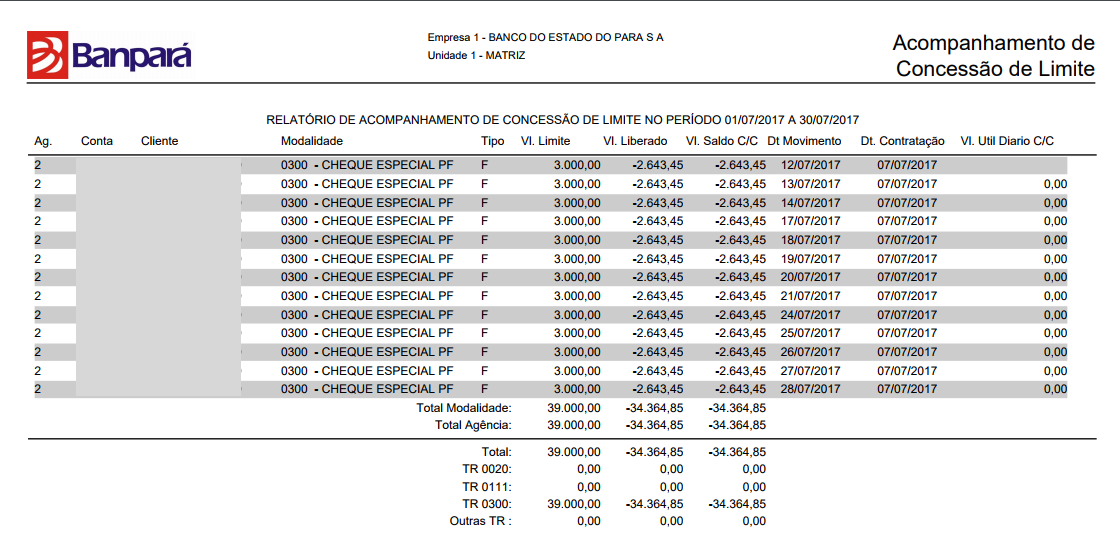 Banpará
Empresa 1 - BANCO DO ESTADO DO PARA S A
Unidade 1 - MATRIZ
Acompanhamento de
Concessão de Limite
RELATÓRIO DE ACOMPANHAMENTO DE CONCESSÃO DE LIMITE NO PERÍODO 01/07/2017 A 30/07/2017
Ag. Conta Cliente Modalidade Tipo Vl. Limite Vl. Liberado Vl. Saldo C/C Dt Movimento Dt. Contratação Vl. Util Diario C/C
2 0300 - CHEQUE ESPECIAL PF F 3.000,00 -2.643,45 -2.643,45 12/07/2017 07/07/2017
2 0300 - CHEQUE ESPECIAL PF F 3.000,00 -2.643,45 -2.643,45 13/07/2017 07/07/2017 0,00
2 0300 - CHEQUE ESPECIAL PF F 3.000,00 -2.643,45 -2.643,45 14/07/2017 07/07/2017 0,00
2 0300 - CHEQUE ESPECIAL PF F 3.000,00 -2.643,45 -2.643,45 17/07/2017 07/07/2017 0,00
2 0300 - CHEQUE ESPECIAL PF F 3.000,00 -2.643,45 -2.643,45 18/07/2017 07/07/2017 0,00
2 0300 - CHEQUE ESPECIAL PF F 3.000,00 -2.643,45 -2.643,45 19/07/2017 07/07/2017 0,00
2 0300 - CHEQUE ESPECIAL PF F 3.000,00 -2.643,45 -2.643,45 20/07/2017 07/07/2017 0,00
2 0300 - CHEQUE ESPECIAL PF F 3.000,00 -2.643,45 -2.643,45 21/07/2017 07/07/2017 0,00
2 0300 - CHEQUE ESPECIAL PF F 3.000,00 -2.643,45 -2.643,45 24/07/2017 07/07/2017 0,00
2 0300 - CHEQUE ESPECIAL PF F 3.000,00 -2.643,45 -2.643,45 25/07/2017 07/07/2017 0,00
2 0300 - CHEQUE ESPECIAL PF F 3.000,00 -2.643,45 -2.643,45 26/07/2017 07/07/2017 0,00
2 0300 - CHEQUE ESPECIAL PF F 3.000,00 -2.643,45 -2.643,45 27/07/2017 07/07/2017 0,00
2 0300 - CHEQUE ESPECIAL PF F 3.000,00 -2.643,45 -2.643,45 28/07/2017 07/07/2017 0,00
Total Modalidade: 39.000,00 -34.364,85 -34.364,85
Total Agência: 39.000,00 -34.364,85 -34.364,85
Total: 39.000,00 -34.364,85 -34.364,85
TR 0020: 0,00 0,00 0,00
TR 0111: 0,00 0,00 0,00
TR 0300: 39.000,00 -34.364,85 -34.364,85
Outras TR : 0,00 0,00 0,00